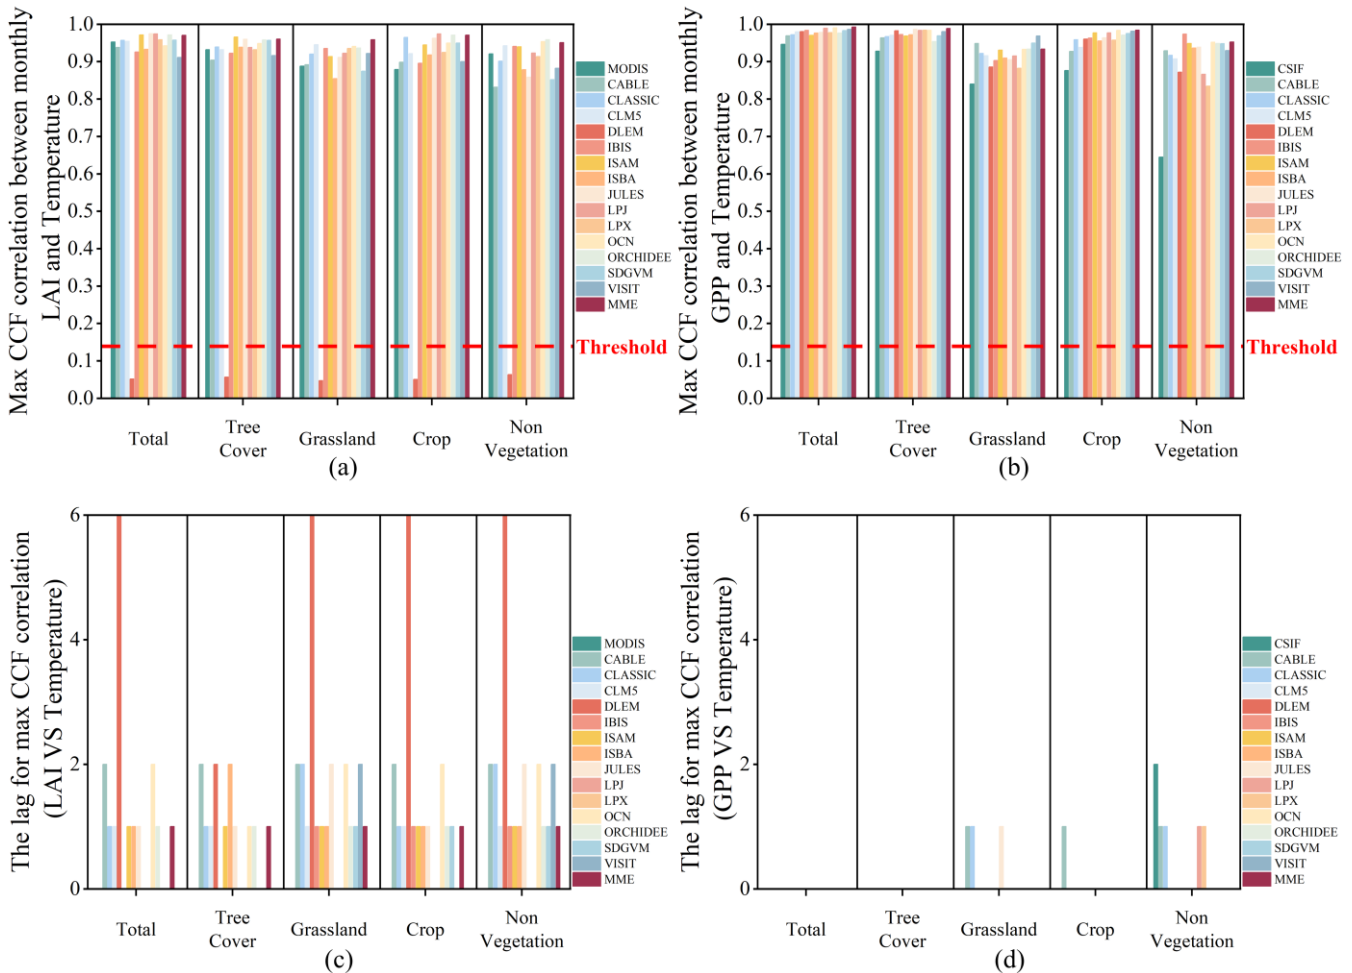 Max CCF correlation between monthly
LAI and Temperature
1.0
0.9
0.8
0.7
0.6
0.5
0.4
0.3
0.2
0.1
0.0
Total
Tree
Cover
Grassland
Crop
Non
Vegetation
MODIS
CABLE
CLASSIC
CLM5
DLEM
IBIS
ISAM
ISBA
JULES
LPJ
LPX
OCN
ORCHIDEE
SDGVM
VISIT
MME
Threshold
(a)
Max CCF correlation between monthly
GPP and Temperature
1.0
0.9
0.8
0.7
0.6
0.5
0.4
0.3
0.2
0.1
0.0
Total
Tree
Cover
Grassland
Crop
Non
Vegetation
CSIF
CABLE
CLASSIC
CLM5
DLEM
IBIS
ISAM
ISBA
JULES
LPJ
LPX
OCN
ORCHIDEE
SDGVM
VISIT
MME
Threshold
(b)
The lag for max CCF correlation
(LAI VS Temperature)
6
4
2
0
Total
Tree
Cover
Grassland
Crop
Non
Vegetation
MODIS
CABLE
CLASSIC
CLM5
DLEM
IBIS
ISAM
ISBA
JULES
LPJ
LPX
OCN
ORCHIDEE
SDGVM
VISIT
MME
(c)
The lag for max CCF correlation
(GPP VS Temperature)
6
4
2
0
Total
Tree
Cover
Grassland
Crop
Non
Vegetation
CSIF
CABLE
CLASSIC
CLM5
DLEM
IBIS
ISAM
ISBA
JULES
LPJ
LPX
OCN
ORCHIDEE
SDGVM
VISIT
MME
(d)